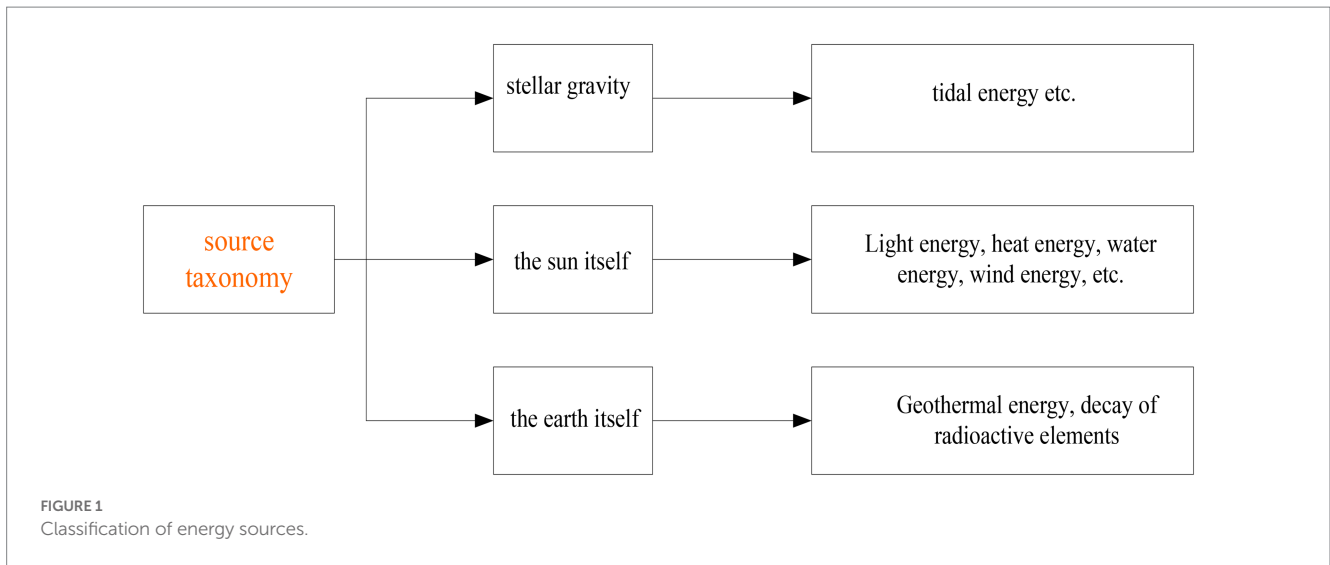 stellar gravity
tidal energy etc.
source
taxonomy
the sun itself
Light energy, heat energy, water
energy, wind energy, etc.
the earth itself
Geothermal energy, decay of
radioactive elements
FIGURE 1
Classification of energy sources.